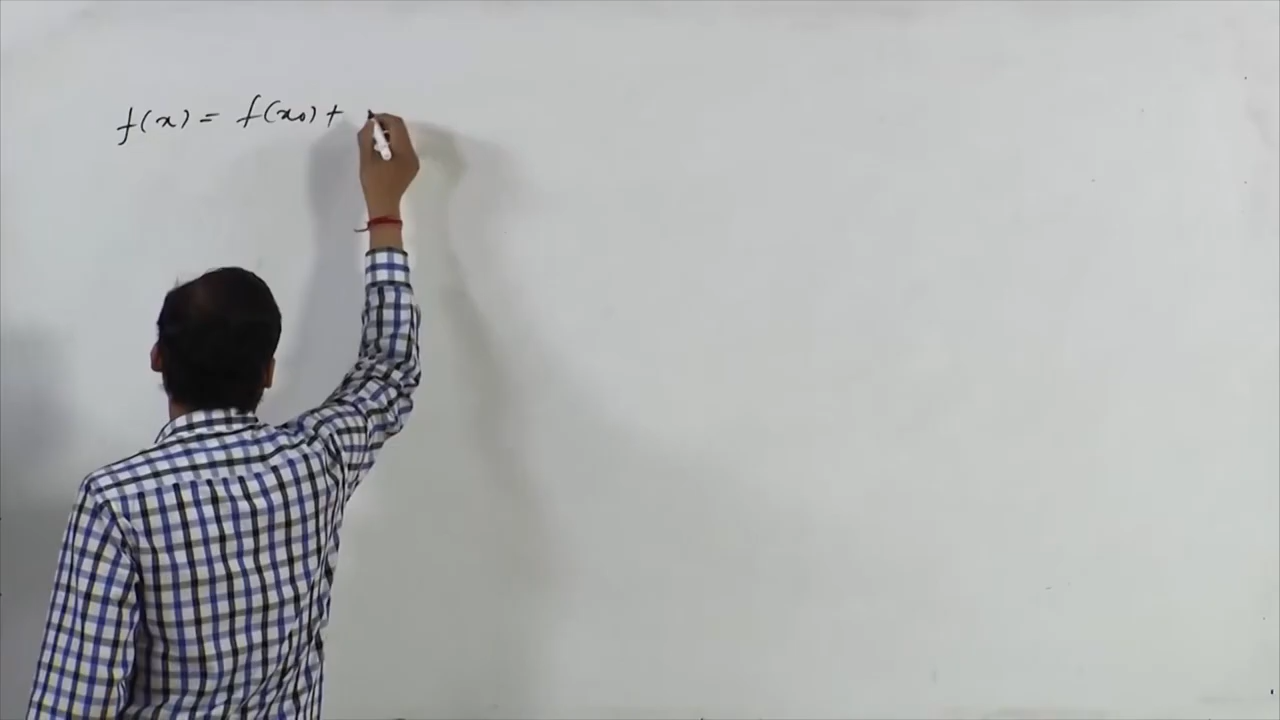 f(x) = f(x₀) +